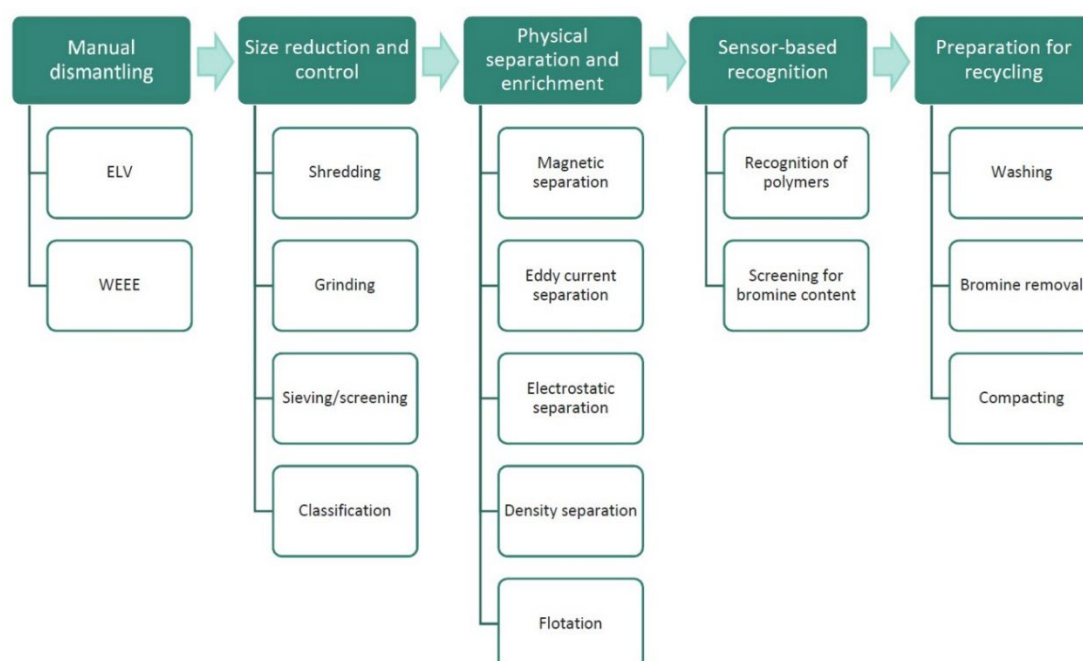 Manual
dismantling
ELV
WEEE
Size reduction and
control
Shredding
Grinding
Sieving/screening
Classification
Physical
separation and
enrichment
Magnetic
separation
Eddy current
separation
Electrostatic
separation
Density separation
Flotation
Sensor-based
recognition
Recognition of
polymers
Screening for
bromine content
Preparation for
recycling
Washing
Bromine removal
Compacting